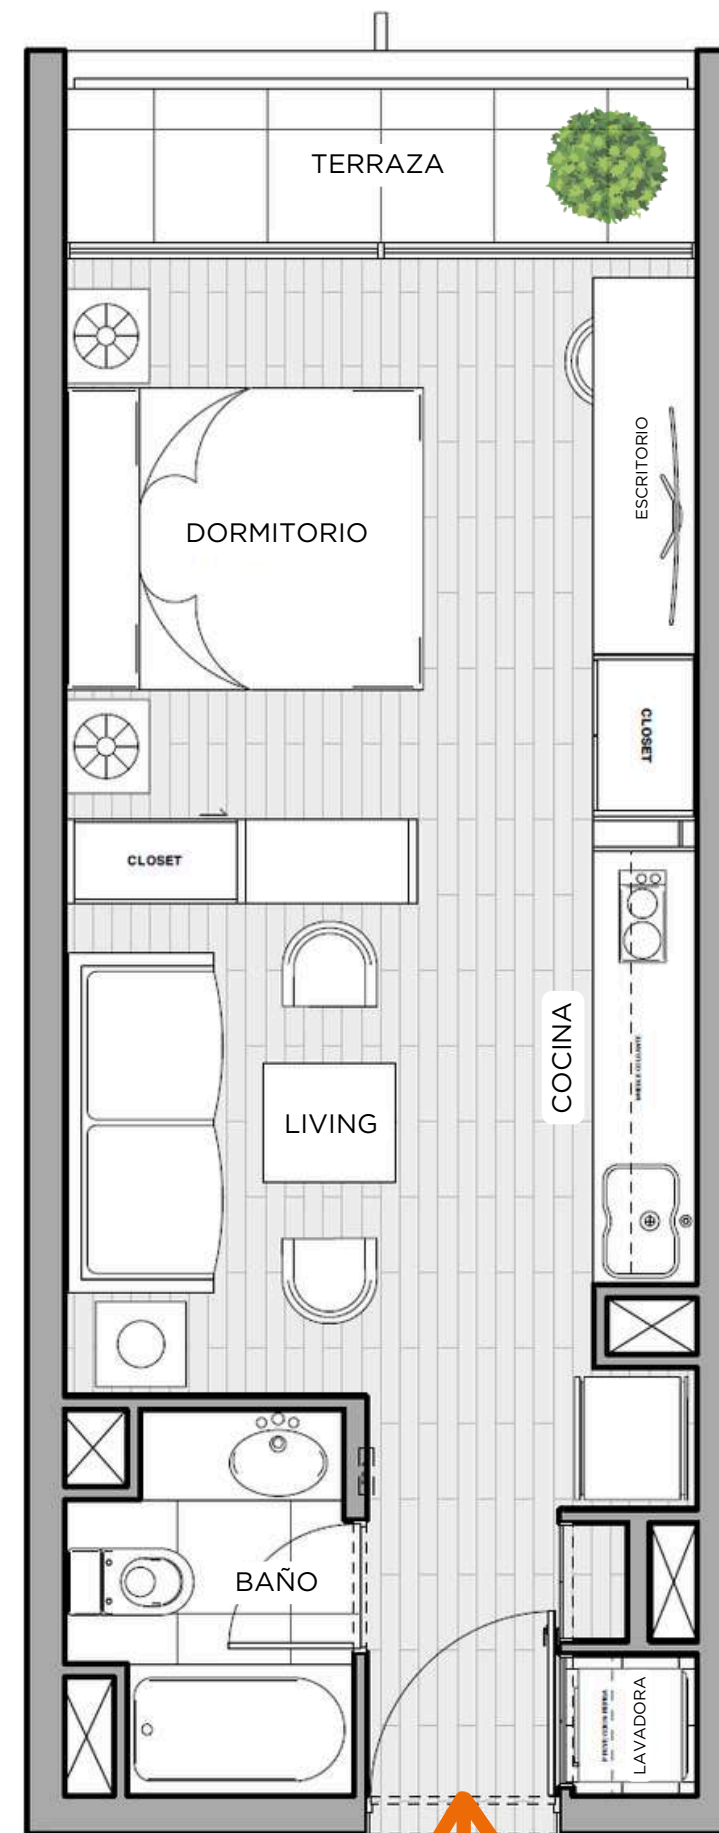 TERRAZA
ESCRITORIO
DORMITORIO
CLOSET
CLOSET
COCINA
LIVING
BAÑO
LAVADORA